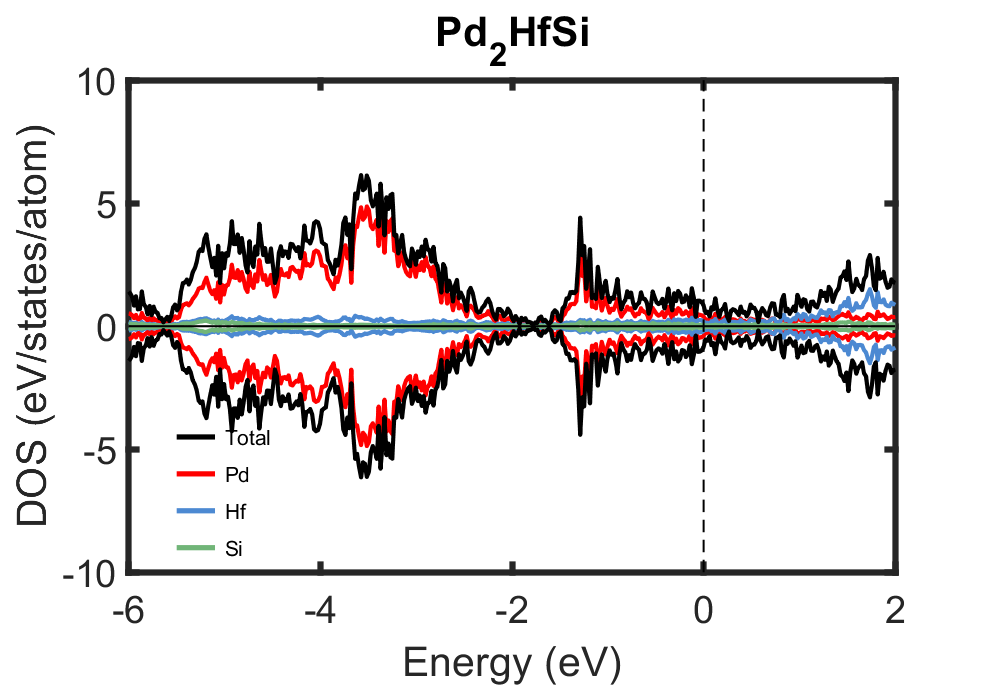 Pd₂HfSi
10
5
0
-5
-10
DOS (eV/states/atom)
Total
Pd
Hf
Si
-6 -4 -2 0 2
Energy (eV)